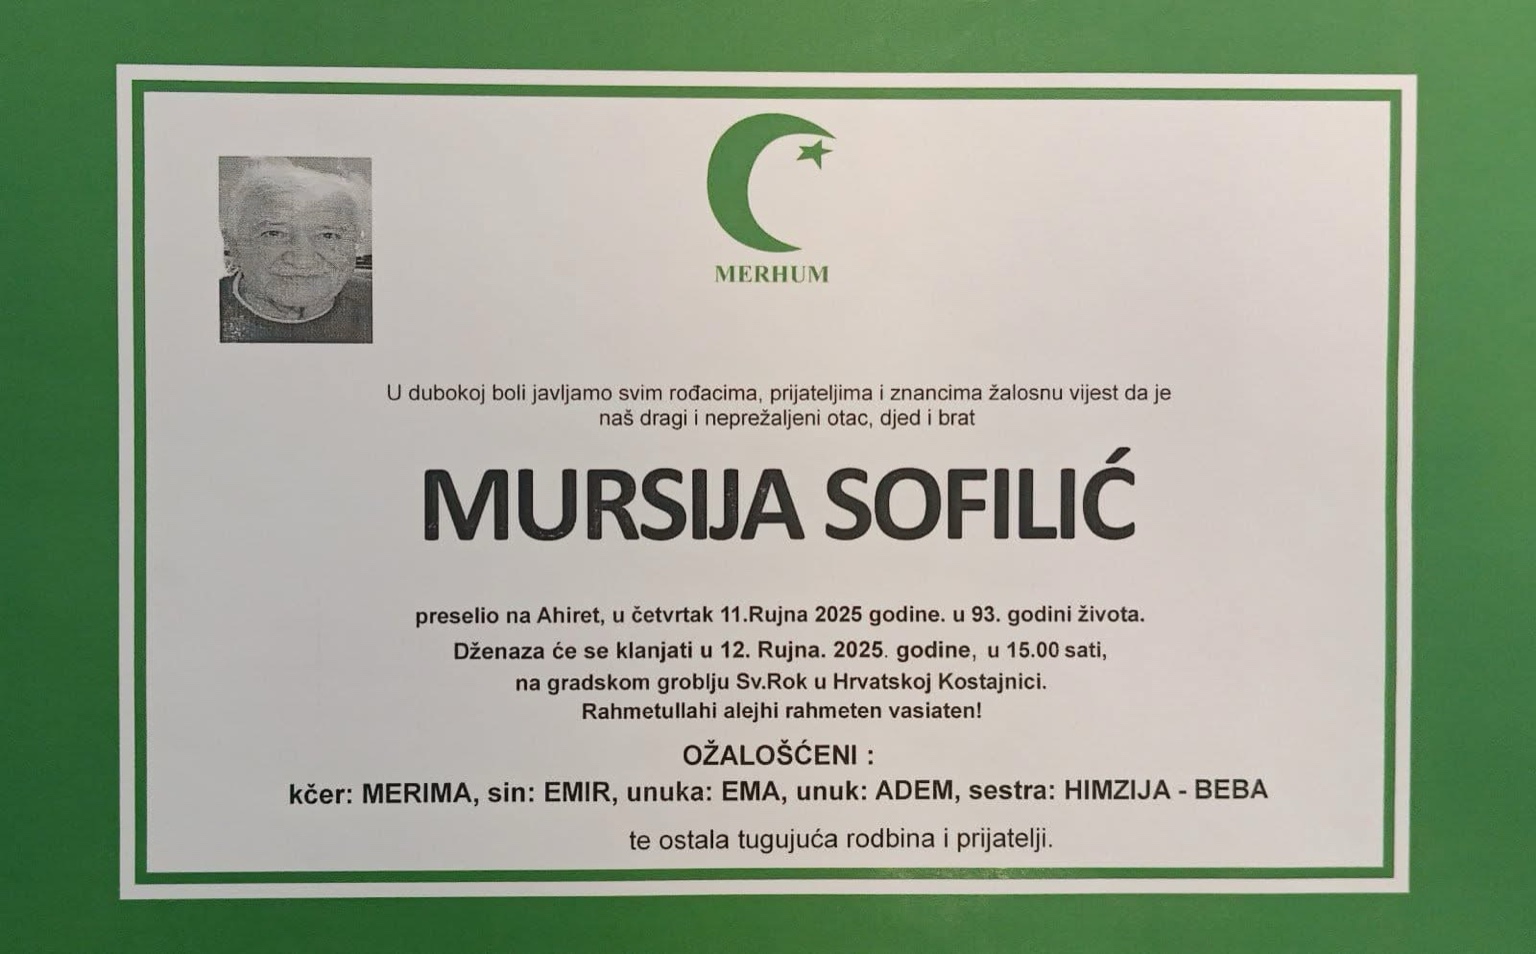 MERHUM
U dubokoj boli javljamo svim rođacima, prijateljima i znancima žalosnu vijest da je
naš dragi i neprežaljeni otac, djed i brat
MURSIJA SOFILIĆ
preselio na Ahiret, u četvrtak 11.Rujna 2025 godine. u 93. godini života.
Dženaza će se klanjati u 12. Rujna. 2025. godine, u 15.00 sati,
na gradskom groblju Sv.Rok u Hrvatskoj Kostajnici.
Rahmetullahi alejhi rahmeten vasiaten!
OŽALOŠĆENI :
kčer: MERIMA, sin: EMIR, unuka: EMA, unuk: ADEM, sestra: HIMZIJA - BEBA
te ostala tugujuća rodbina i prijatelji.